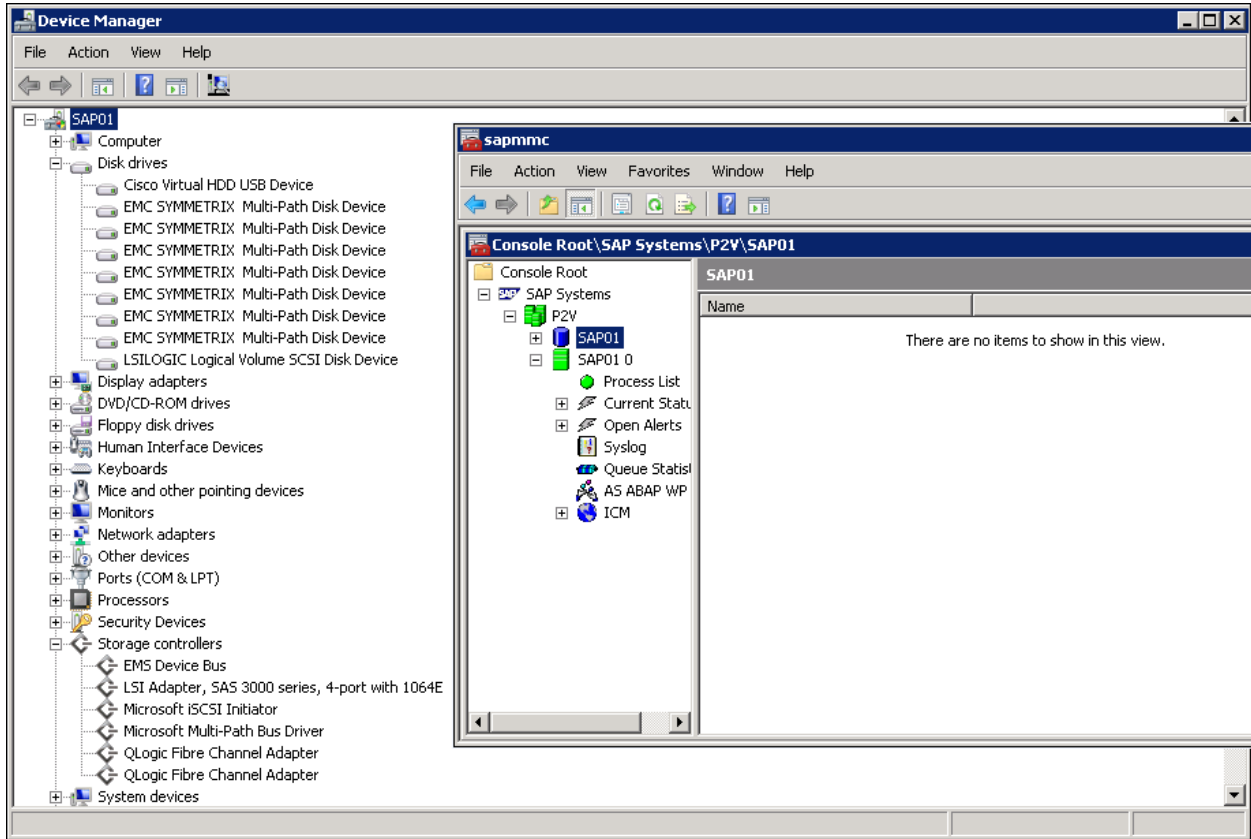 Device Manager
File Action View Help
SAP01
Computer
Disk drives
Cisco Virtual HDD USB Device
EMC SYMMETRIX Multi-Path Disk Device
EMC SYMMETRIX Multi-Path Disk Device
EMC SYMMETRIX Multi-Path Disk Device
EMC SYMMETRIX Multi-Path Disk Device
EMC SYMMETRIX Multi-Path Disk Device
EMC SYMMETRIX Multi-Path Disk Device
EMC SYMMETRIX Multi-Path Disk Device
LSILOGIC Logical Volume SCSI Disk Device
Display adapters
DVD/CD-ROM drives
Floppy disk drives
Human Interface Devices
Keyboards
Mice and other pointing devices
Monitors
Network adapters
Other devices
Ports (COM & LPT)
Processors
Security Devices
Storage controllers
EMS Device Bus
LSI Adapter, SAS 3000 series, 4-port with 1064E
Microsoft iSCSI Initiator
Microsoft Multi-Path Bus Driver
QLogic Fibre Channel Adapter
QLogic Fibre Channel Adapter
System devices
sapmmc
File Action View Favorites Window Help
Console Root\SAP Systems\P2V\SAP01
Console Root
SAP SAP Systems
P2V
SAP01
SAP01 0
Process List
Current Statu
Open Alerts
Syslog
Queue Statist
AS ABAP WP
ICM
SAP01
Name
There are no items to show in this view.